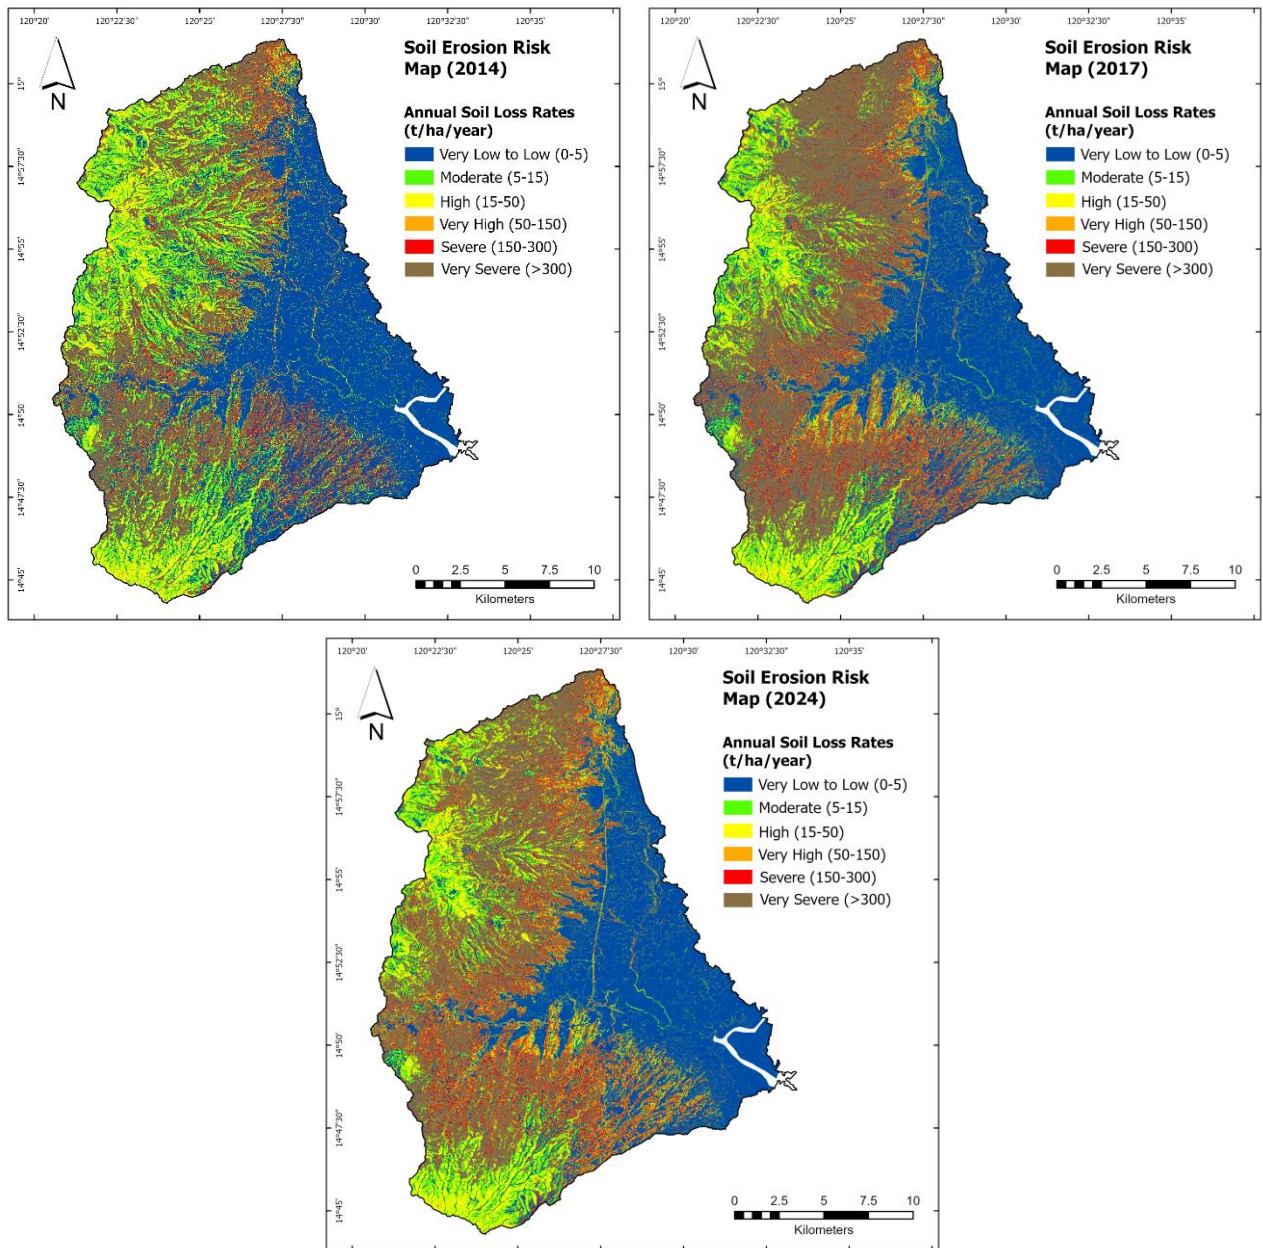 120°20' 120°22'30" 120°25' 120°27'30" 120°30' 120°32'30" 120°35'
Soil Erosion Risk
Map (2014)
N
Annual Soil Loss Rates
(t/ha/year)
Very Low to Low (0-5)
Moderate (5-15)
High (15-50)
Very High (50-150)
Severe (150-300)
Very Severe (>300)
15°
14°57'30"
14°55'
14°52'30"
14°50'
14°47'30"
14°45'
0 2.5 5 7.5 10
Kilometers
120°20' 120°22'30" 120°25' 120°27'30" 120°30' 120°32'30" 120°35'
Soil Erosion Risk
Map (2017)
N
Annual Soil Loss Rates
(t/ha/year)
Very Low to Low (0-5)
Moderate (5-15)
High (15-50)
Very High (50-150)
Severe (150-300)
Very Severe (>300)
15°
14°57'30"
14°55'
14°52'30"
14°50'
14°47'30"
14°45'
0 2.5 5 7.5 10
Kilometers
120°20' 120°22'30" 120°25' 120°27'30" 120°30' 120°32'30" 120°35'
Soil Erosion Risk
Map (2024)
N
Annual Soil Loss Rates
(t/ha/year)
Very Low to Low (0-5)
Moderate (5-15)
High (15-50)
Very High (50-150)
Severe (150-300)
Very Severe (>300)
15°
14°57'30"
14°55'
14°52'30"
14°50'
14°47'30"
14°45'
0 2.5 5 7.5 10
Kilometers